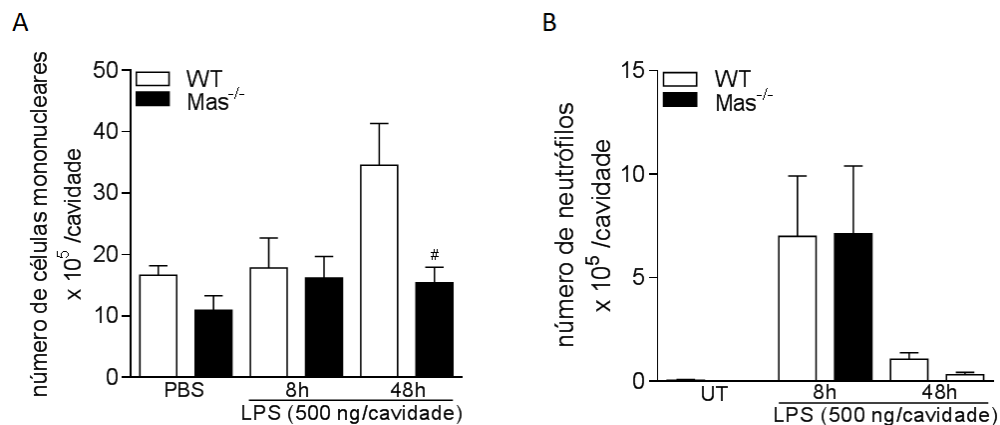 A
número de células mononucleares
x 10⁵ /cavidade
50
40
30
20
10
0
WT
Mas⁻/⁻
#
PBS
8h
48h
LPS (500 ng/cavidade)
B
número de neutrófilos
x 10⁵ /cavidade
15
10
5
0
WT
Mas⁻/⁻
UT
8h
48h
LPS (500 ng/cavidade)